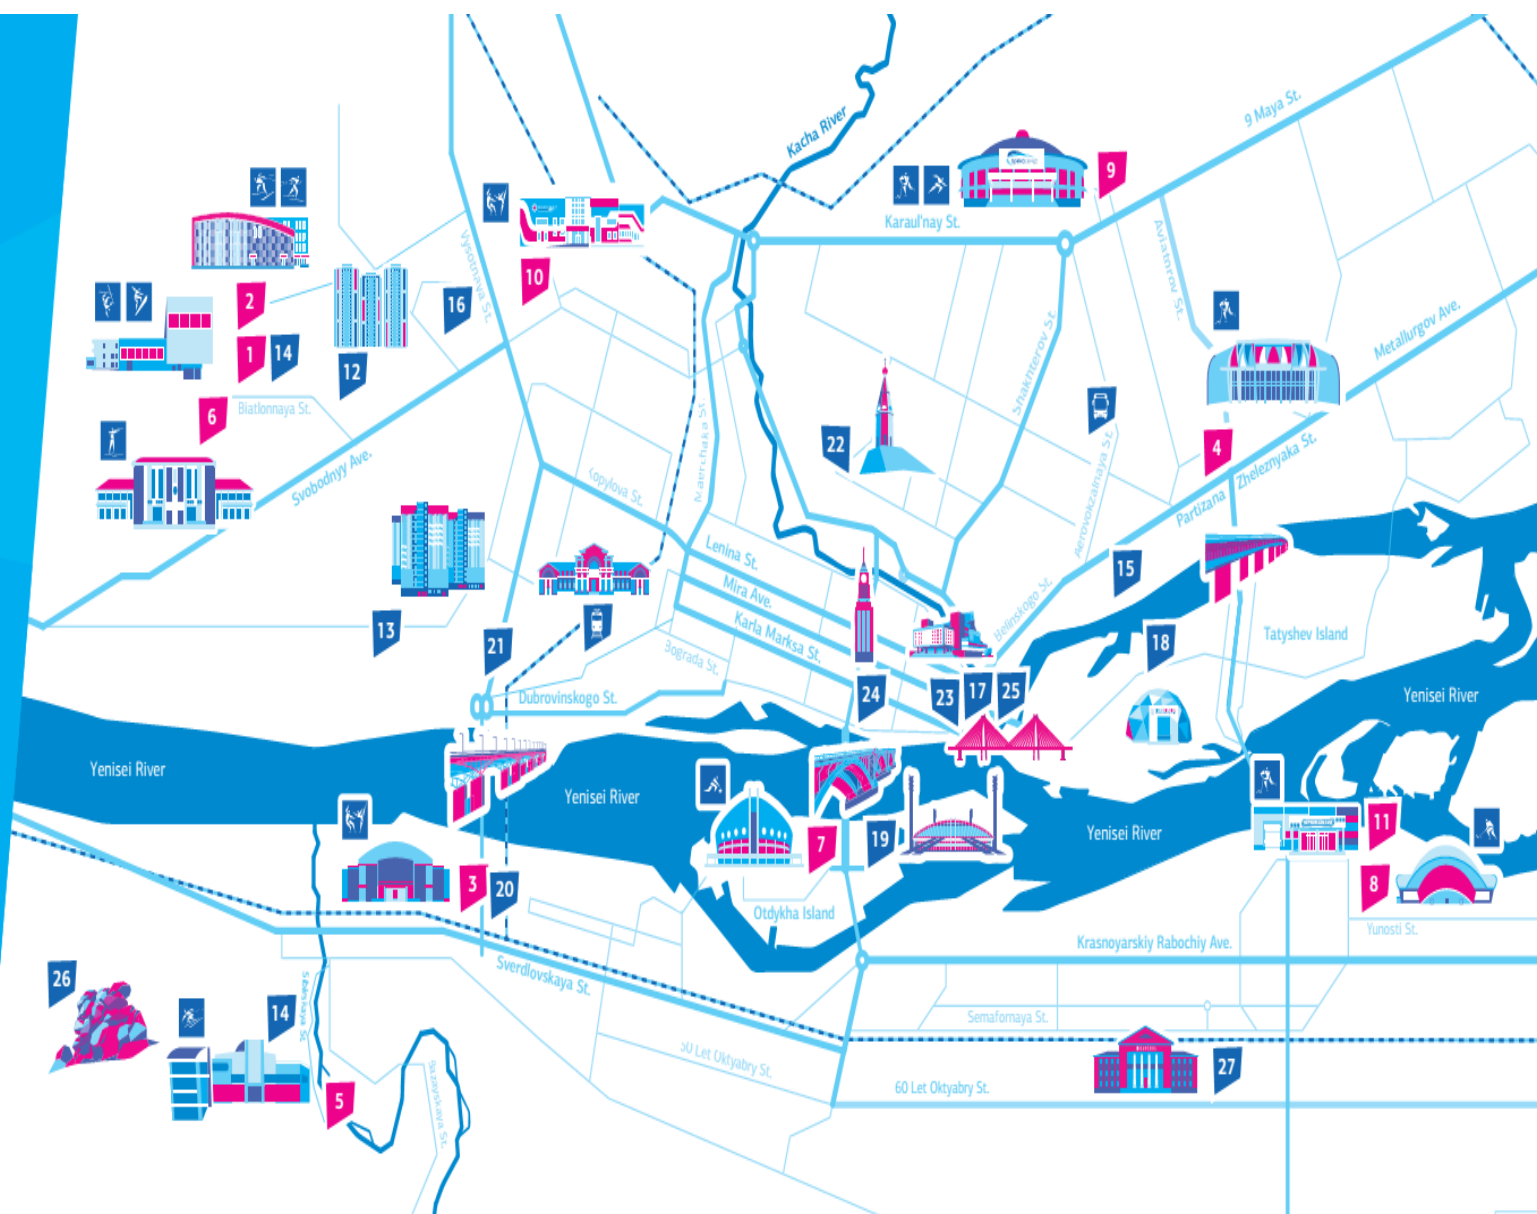 Kacha River
9 Maya St.
9
Karaul'nay St.
Vysotnaya St.
10
Aviatorov St.
2
16
Metallurgov Ave.
1
14
12
Shakhterov St.
6
Biatlonnaya St.
22
4
Svobodnyy Ave.
Kopylova St.
Partizana Zheleznyaka St.
Aerovokzalnaya St.
Lenina St.
Mira Ave.
15
Karla Marksa St.
Belinskogo St.
13
21
Bograda St.
18
Tatyshev Island
24
23
17
25
Dubrovinskogo St.
Yenisei River
Yenisei River
Yenisei River
Yenisei River
7
19
11
3
20
8
Otdykha Island
Yunosti St.
Krasnoyarskiy Rabochiy Ave.
Sverdlovskaya St.
26
14
Semafornaya St.
50 Let Oktyabry St.
27
60 Let Oktyabry St.
5